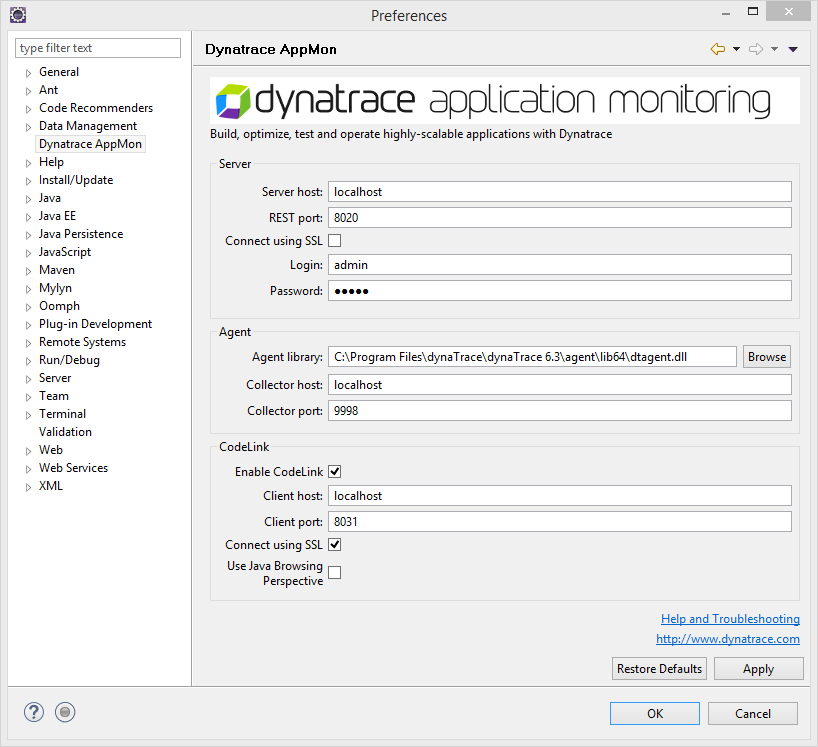 Preferences
type filter text
General
Ant
Code Recommenders
Data Management
Dynatrace AppMon
Help
Install/Update
Java
Java EE
Java Persistence
JavaScript
Maven
Mylyn
Oomph
Plug-in Development
Remote Systems
Run/Debug
Server
Team
Terminal
Validation
Web
Web Services
XML
Dynatrace AppMon
dynatrace application monitoring
Build, optimize, test and operate highly-scalable applications with Dynatrace
Server
Server host: localhost
REST port: 8020
Connect using SSL
Login: admin
Password: ●●●●●
Agent
Agent library: C:\Program Files\dynaTrace\dynaTrace 6.3\agent\lib64\dtagent.dll Browse
Collector host: localhost
Collector port: 9998
CodeLink
Enable CodeLink
Client host: localhost
Client port: 8031
Connect using SSL
Use Java Browsing
Perspective
Help and Troubleshooting
http://www.dynatrace.com
Restore Defaults Apply
? OK Cancel